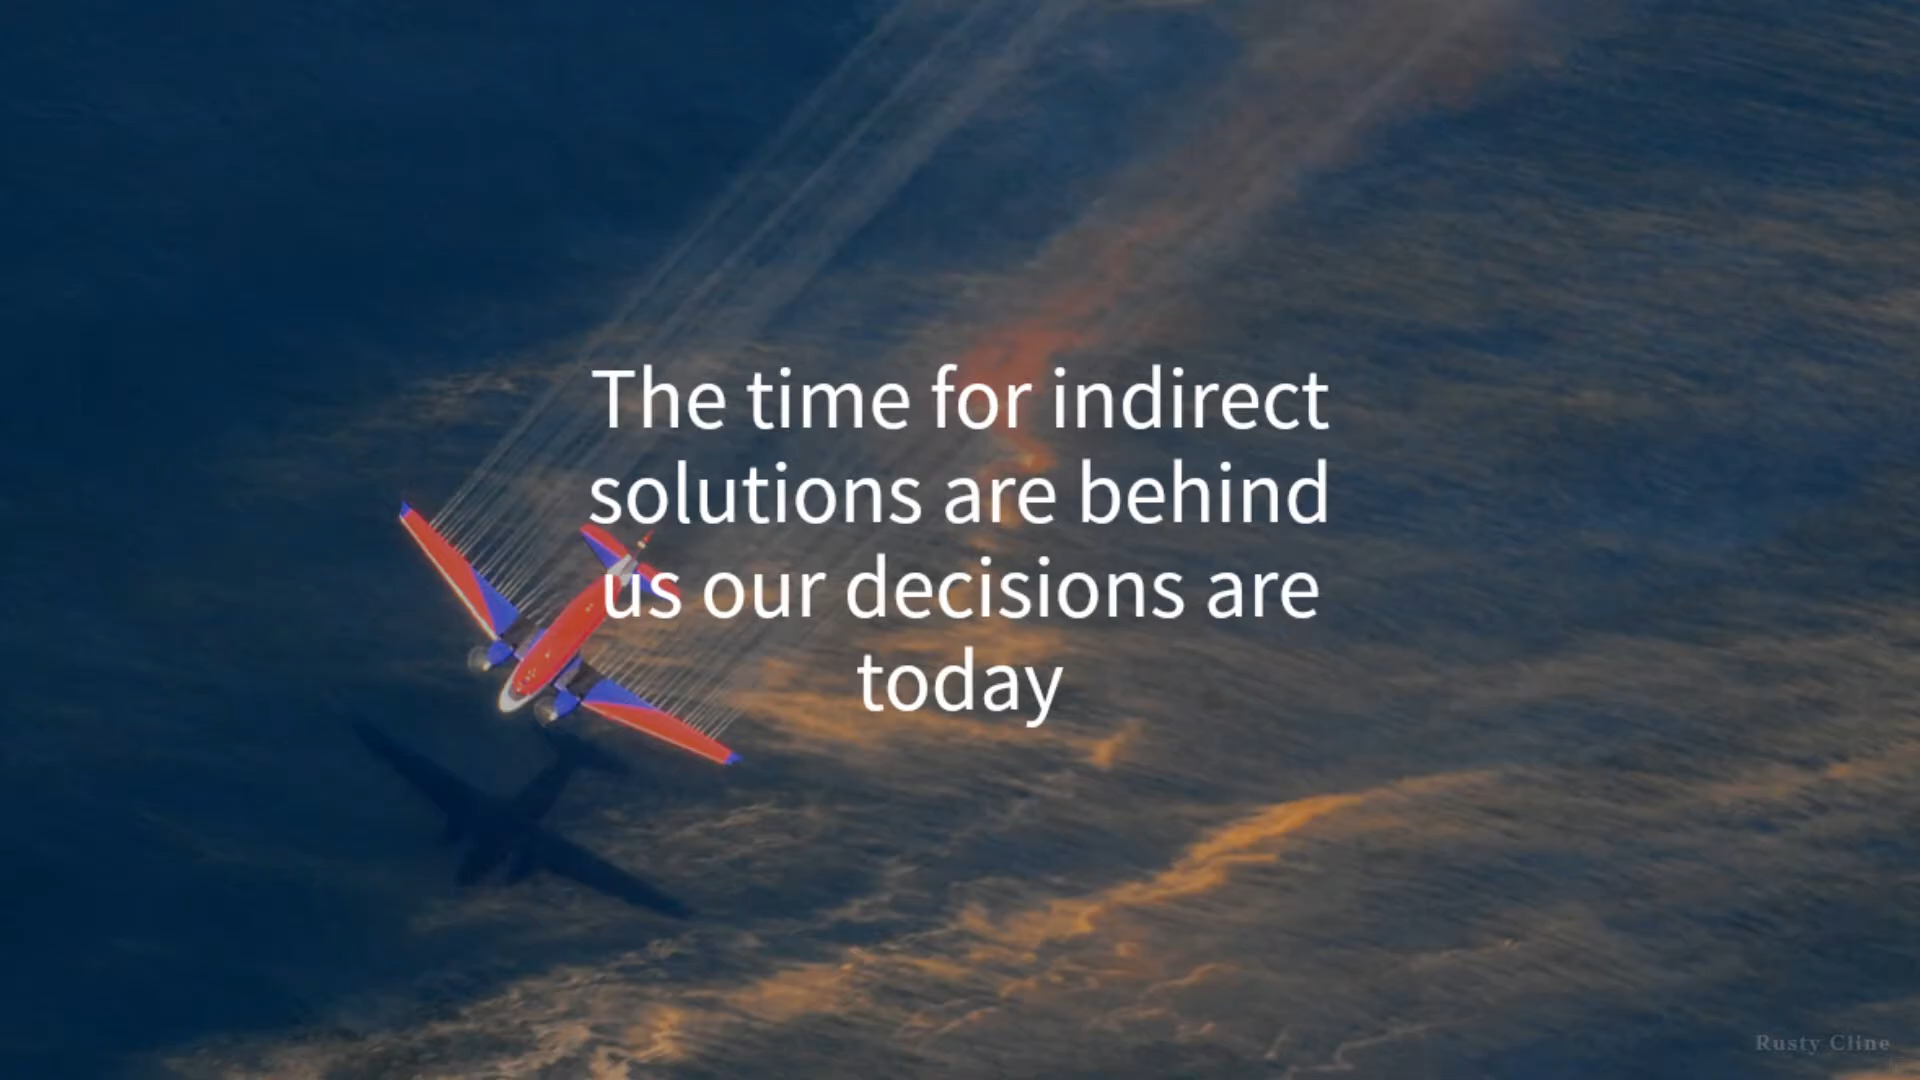 The time for indirect
solutions are behind
us our decisions are
today
Rusty Cline